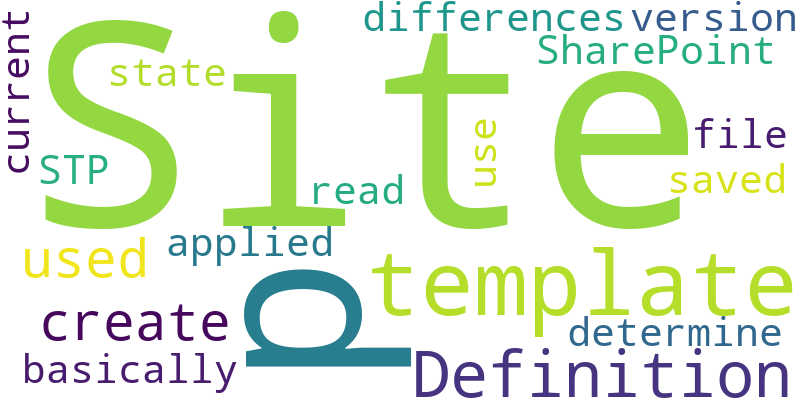 Site
differences
version
SharePoint
current
state
STP
use
file
saved
read
applied
used
template
p
create
determine
basically
Definition